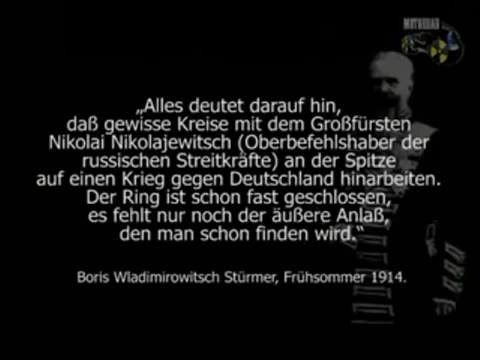 „Alles deutet darauf hin,
daß gewisse Kreise mit dem Großfürsten
Nikolai Nikolajewitsch (Oberbefehlshaber der
russischen Streitkräfte) an der Spitze
auf einen Krieg gegen Deutschland hinarbeiten.
Der Ring ist schon fast geschlossen,
es fehlt nur noch der äußere Anlaß,
den man schon finden wird.“
Boris Wladimirowitsch Stürmer, Frühsommer 1914.